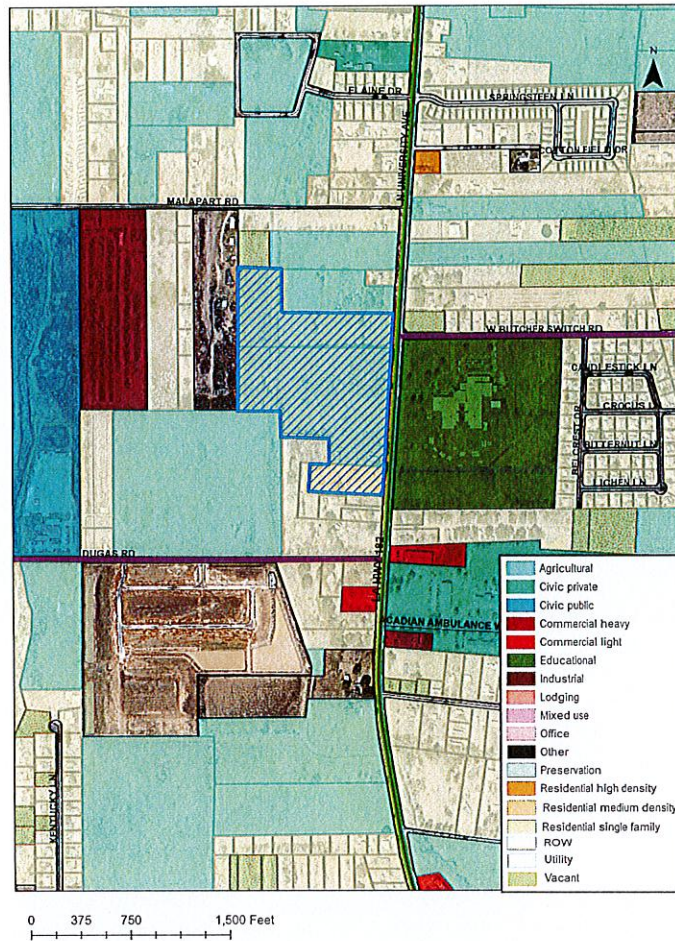 N
ELAINE DR
SPRINGSTEEN LN
N UNIVERSITY AVE
COTTON FIELD DR
MALAPART RD
W BUTCHER SWITCH RD
CANDLESTICK LN
CROCUS LN
BELCREST DR
BITTERNUT LN
LICHEN LN
DUGAS RD
ACADIAN AMBULANCE
KENTUCKY LN
Agricultural
Civic private
Civic public
Commercial heavy
Commercial light
Educational
Industrial
Lodging
Mixed use
Office
Other
Preservation
Residential high density
Residential medium density
Residential single family
ROW
Utility
Vacant
0 375 750 1,500 Feet